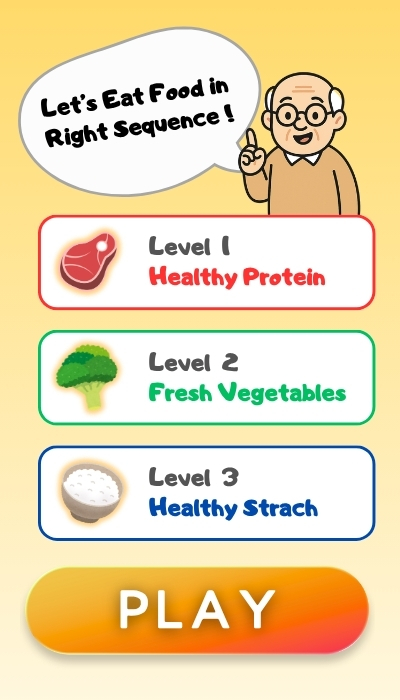 Let's Eat Food in
Right Sequence !
Level 1
Healthy Protein
Level 2
Fresh Vegetables
Level 3
Healthy Strach
PLAY